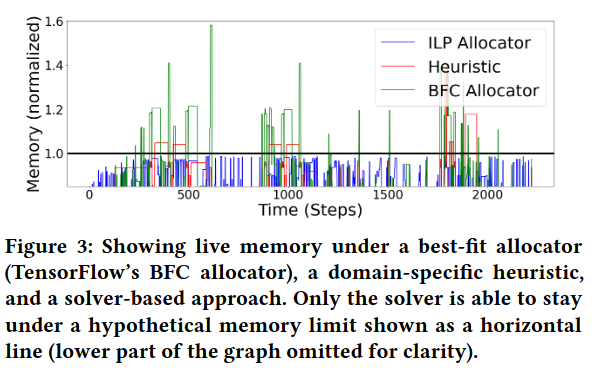 1.6
1.4
1.2
1.0
Memory (normalized)
ILP Allocator
Heuristic
BFC Allocator
0 500 1000 1500 2000
Time (Steps)
Figure 3: Showing live memory under a best-fit allocator
(TensorFlow's BFC allocator), a domain-specific heuristic,
and a solver-based approach. Only the solver is able to stay
under a hypothetical memory limit shown as a horizontal
line (lower part of the graph omitted for clarity).